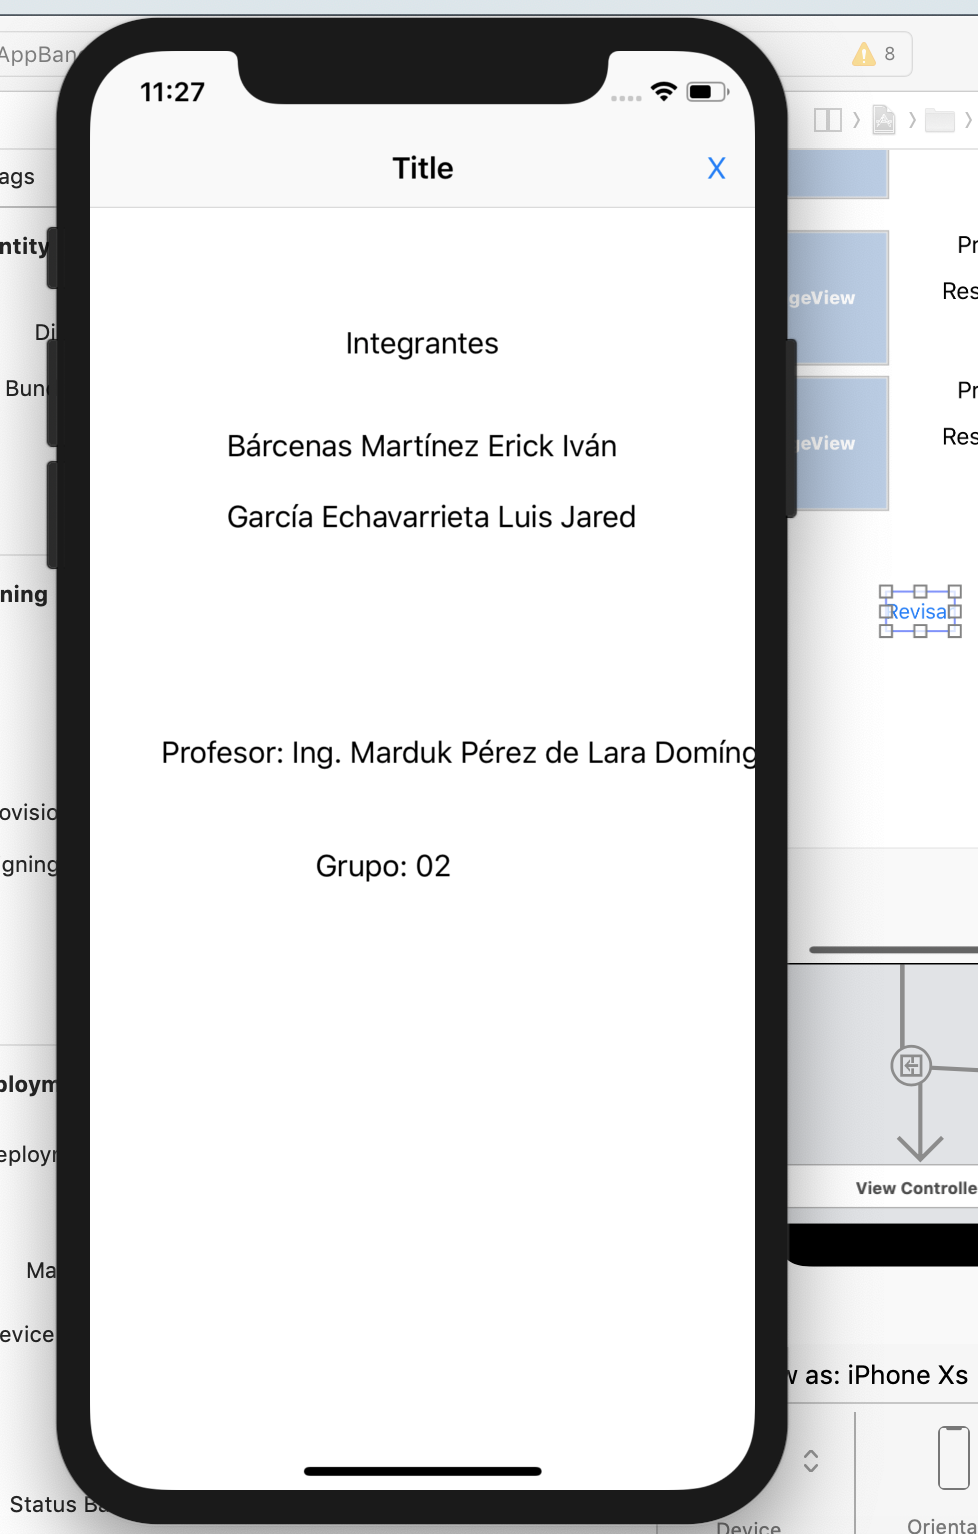 AppBan
8
11:27
Title
X
ags
ntity
Di
Bund
Integrantes
Bárcenas Martínez Erick Iván
García Echavarrieta Luis Jared
Profesor: Ing. Marduk Pérez de Lara Domíng
Grupo: 02
ning
ovisio
gning
ploym
eployr
Ma
evice
Status Ba
geView
Pr
Res
geView
Pr
Res
Revisa
View Controlle
w as: iPhone Xs
Device
Orienta